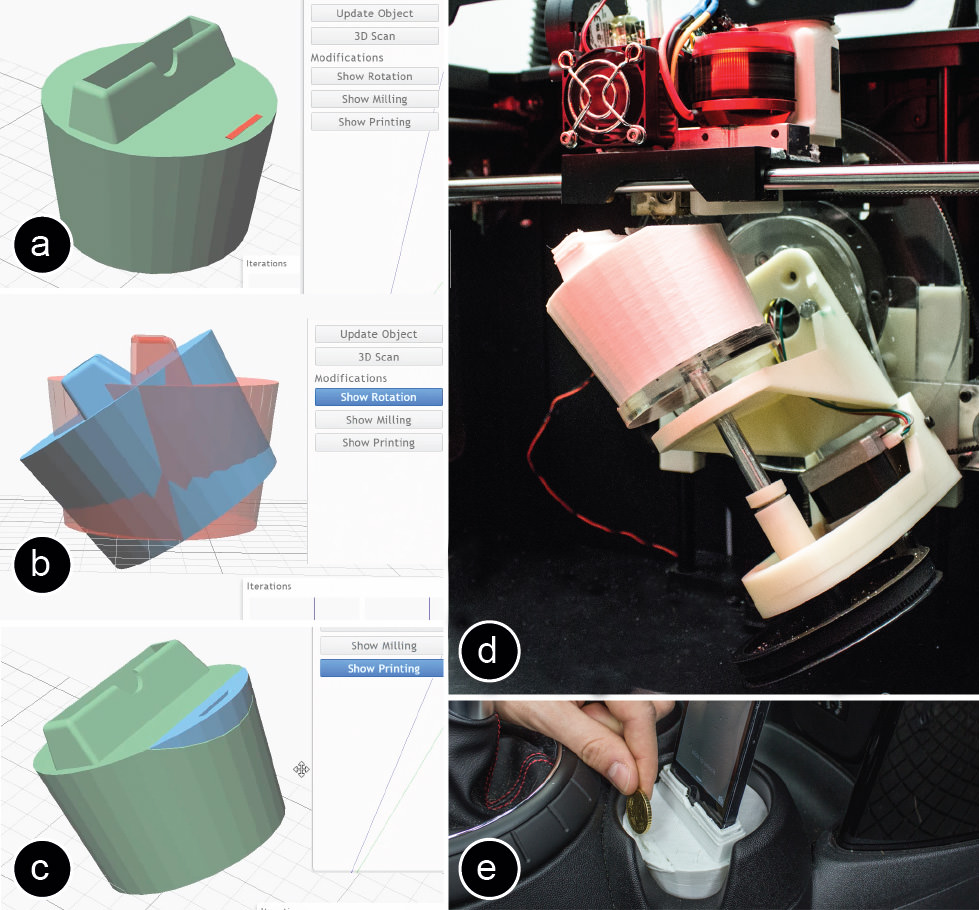 Update Object
3D Scan
Modifications
Show Rotation
Show Milling
Show Printing
Iterations
a
Update Object
3D Scan
Modifications
Show Rotation
Show Milling
Show Printing
Iterations
b
Show Milling
Show Printing
c
d
e